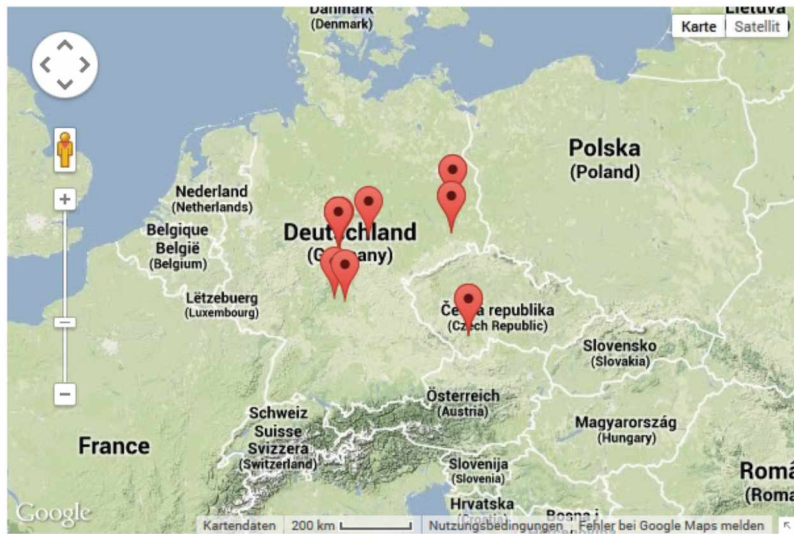 Danmark
(Denmark)
Lietuva
Karte
Satellit
Polska
(Poland)
Nederland
(Netherlands)
Belgique
België
(Belgium)
Deutschland
(Germany)
Lëtzebuerg
(Luxembourg)
Česká republika
(Czech Republic)
Slovensko
(Slovakia)
Österreich
(Austria)
Schweiz
Suisse
Svizzera
(Switzerland)
Magyarország
(Hungary)
France
Slovenija
(Slovenia)
Româ
(Roma
Hrvatska
(Croatia)
Bosna i
Google
Kartendaten
200 km
Nutzungsbedingungen
Fehler bei Google Maps melden